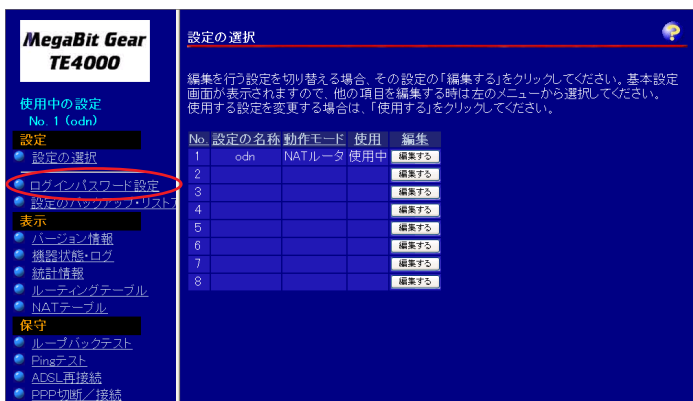 MegaBit Gear
TE4000
使用中の設定
No. 1 (odn)
設定
設定の選択
ログインパスワード設定
設定のバックアップ・リストア
表示
バージョン情報
機器状態・ログ
統計情報
ルーティングテーブル
NATテーブル
保守
ループバックテスト
Pingテスト
ADSL再接続
PPP切断／接続
設定の選択
?
編集を行う設定を切り替える場合、その設定の「編集する」をクリックしてください。基本設定
画面が表示されますので、他の項目を編集する時は左のメニューから選択してください。
使用する設定を変更する場合は、「使用する」をクリックしてください。
No. 設定の名称 動作モード 使用 編集
1 odn NATルータ 使用中 編集する
2 編集する
3 編集する
4 編集する
5 編集する
6 編集する
7 編集する
8 編集する